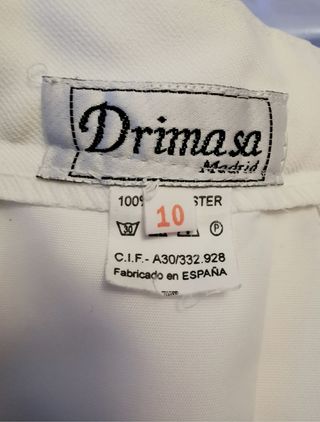 Drimasa
Madrid
100% STER
10
30 P
C.I.F.- A30/332.928
Fabricado en ESPAÑA